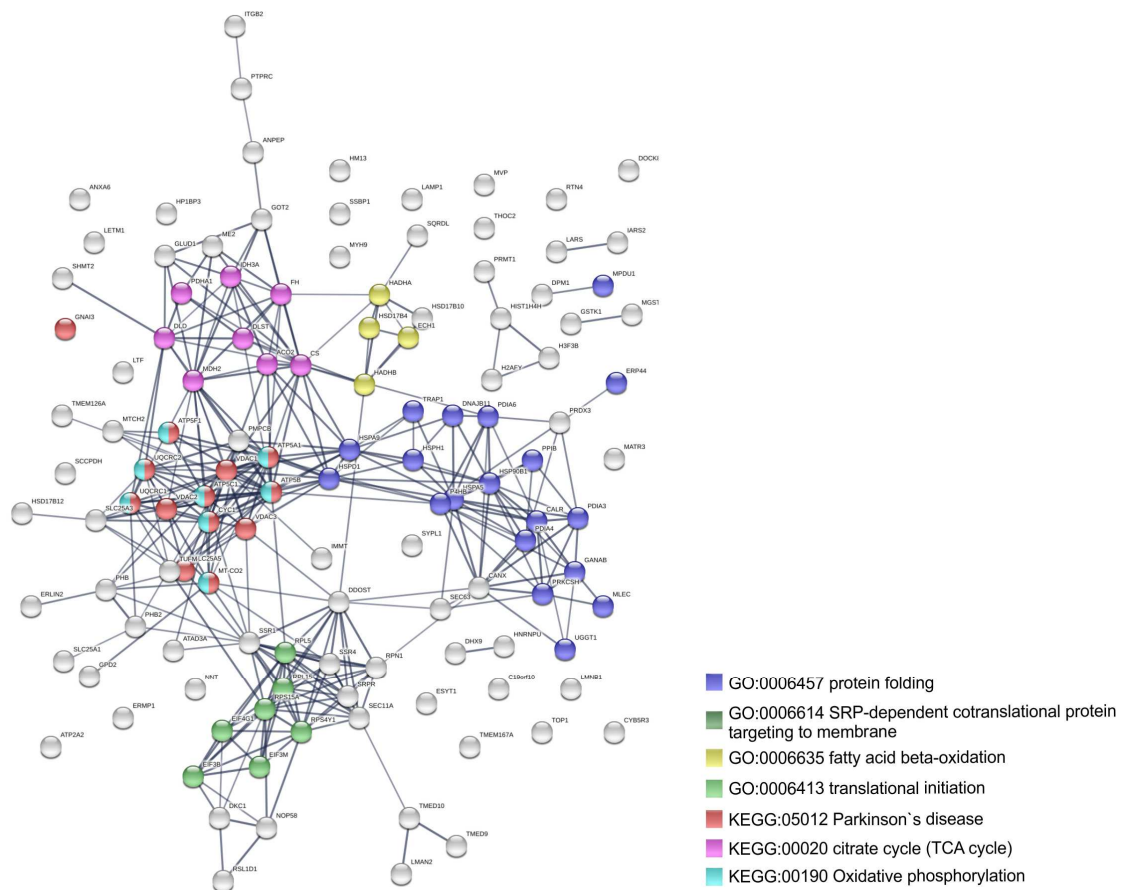 ITGB2
PTPRC
ANPEP
HM13
DOCKI
MVP
ANXA6
LAMP1
RTN4
HP1BP3
SSBP1
GOT2
THOC2
SQRDL
LETM1
ME2
LARS
IARS2
GLUD1
MYH9
SHMT2
IDH3A
PRMT1
MPDU1
PDHA1
FH
HADHA
DPM1
GNAI3
HSD17B10
HIST1H4H
GSTK1
MGST
DLD
DLST
HSD17B4
ECH1
LTF
ACO2
CS
H3F3B
MDH2
HADHB
H2AFY
ERP44
TMEM126A
MTCH2
ATP5F1
PMPCB
TRAP1
DNAJB11
PDIA6
PRDX3
SCCPDH
UQCRC2
VDAC1
ATP5A1
HSPA9
HSPH1
PPIB
MATR3
HSD17B12
UQCRC1
VDAC2
ATP5C1
ATP5B
HSPD1
HSP90B1
P4HB
HSPA5
SLC25A3
CYC1
VDAC3
CALR
PDIA3
PDIA4
SYPL1
IMMT
TUFM
LC25A5
MT-CO2
GANAB
PHB
CANX
PRKCSH
MLEC
ERLIN2
DDOST
SEC63
PHB2
SSR1
RPL5
DHX9
HNRNPU
UGGT1
SLC25A1
ATAD3A
SSR4
RPN1
GPD2
NNT
RPL15
SRPR
C19orf10
LMNB1
ERMP1
RPS15A
SEC11A
ESYT1
ATP2A2
EIF4G1
RPS4Y1
TMEM167A
TOP1
CYB5R3
EIF3B
EIF3M
DKC1
NOP58
TMED10
TMED9
RSL1D1
LMAN2
GO:0006457 protein folding
GO:0006614 SRP-dependent cotranslational protein
targeting to membrane
GO:0006635 fatty acid beta-oxidation
GO:0006413 translational initiation
KEGG:05012 Parkinson`s disease
KEGG:00020 citrate cycle (TCA cycle)
KEGG:00190 Oxidative phosphorylation